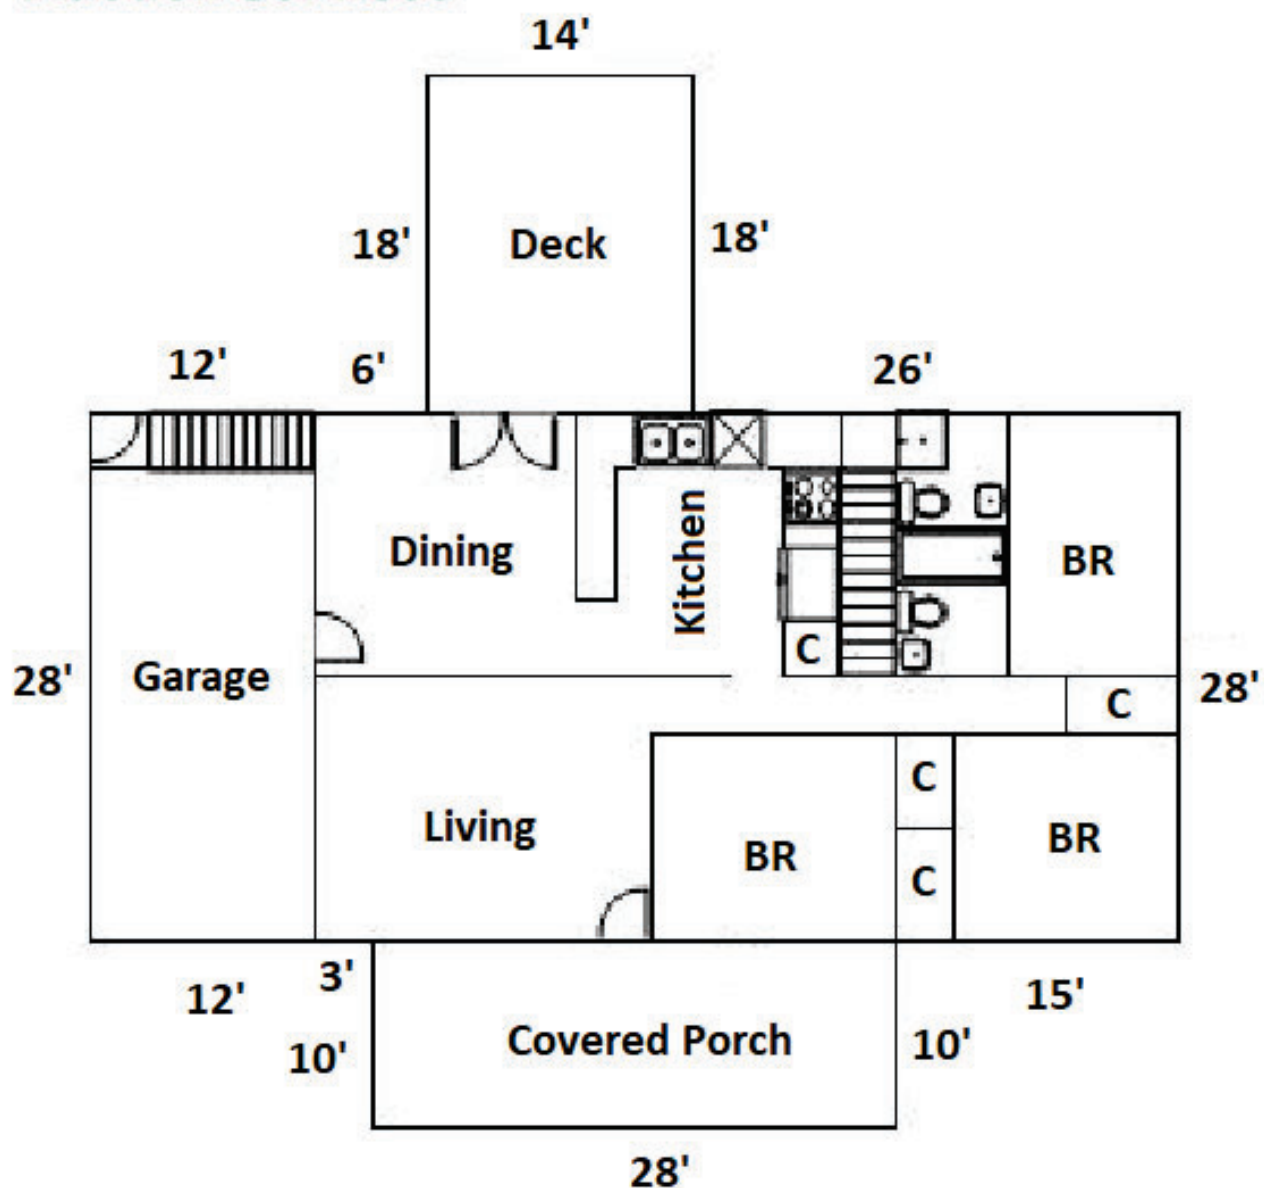 14'
18'
Deck
18'
12'
6'
26'
Dining
Kitchen
BR
C
28'
Garage
28'
C
Living
BR
C
BR
C
12'
3'
15'
10'
Covered Porch
10'
28'